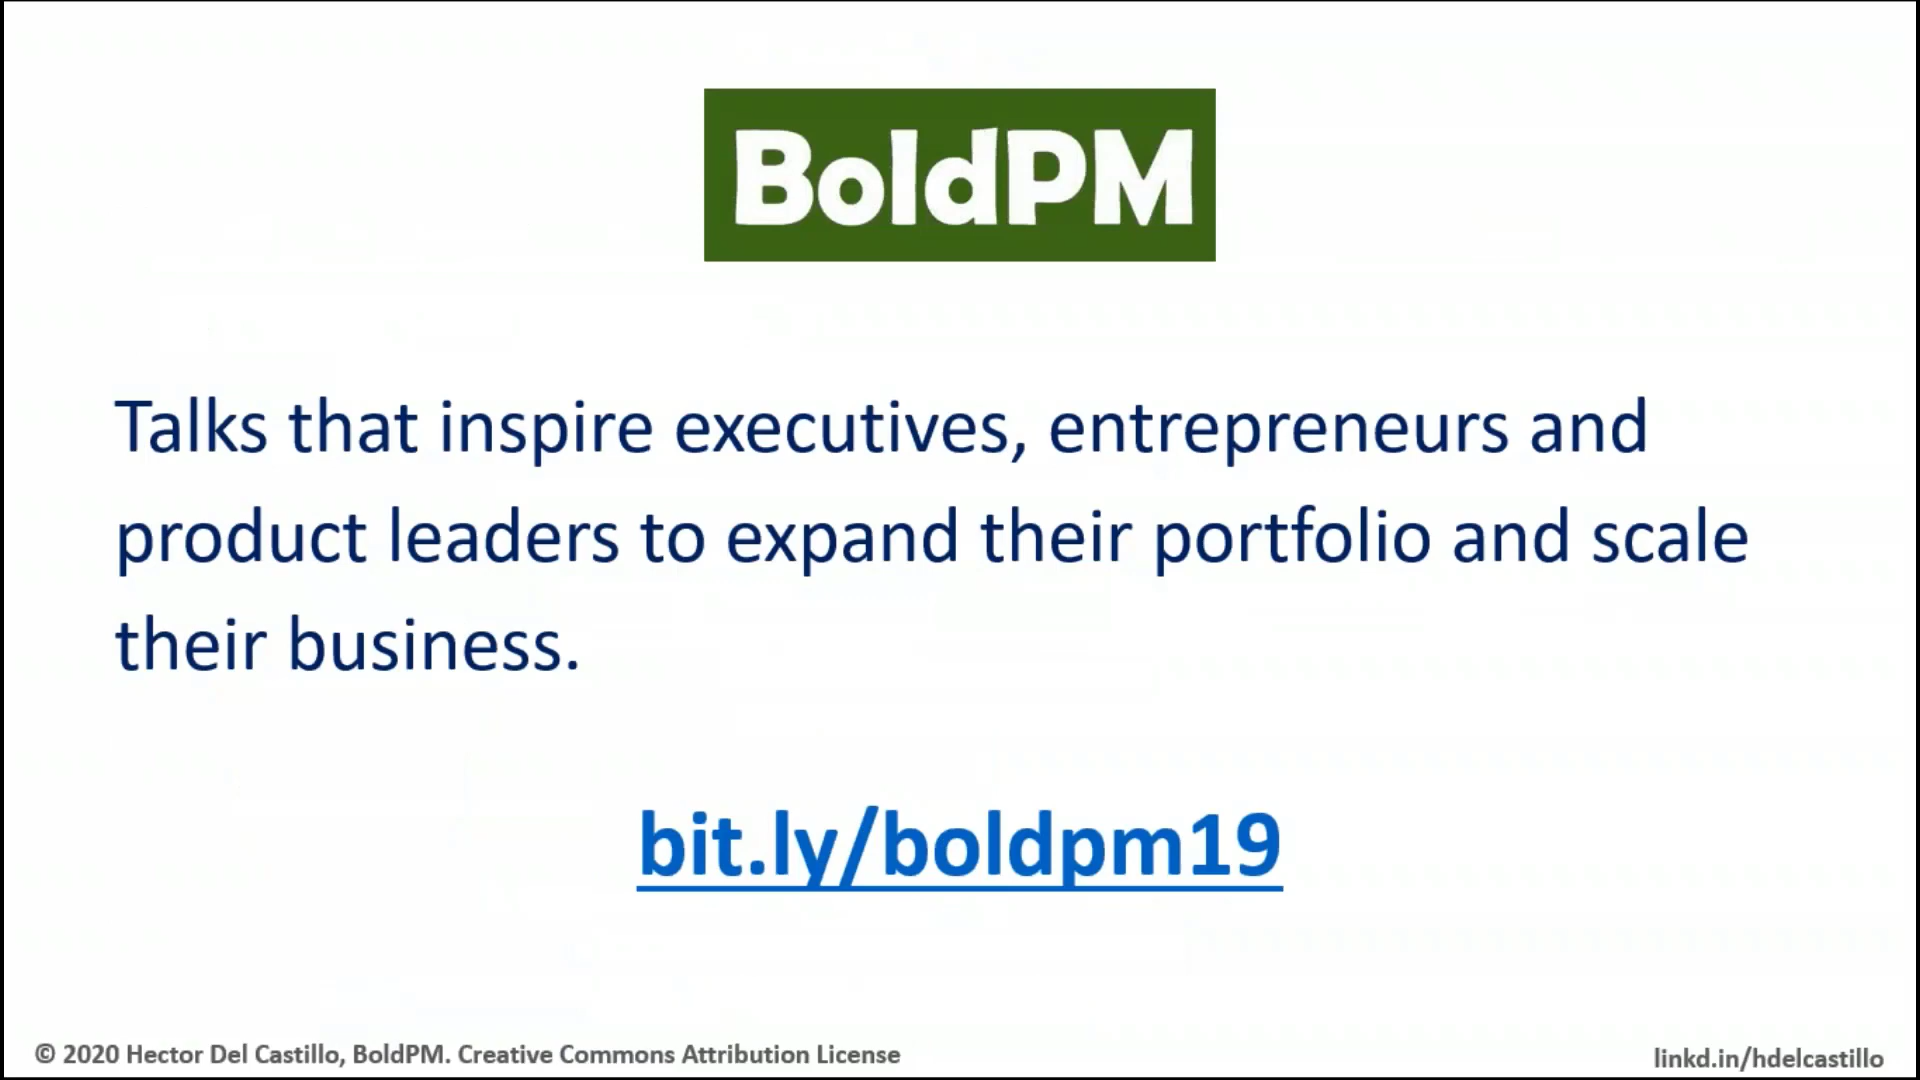 BoldPM
Talks that inspire executives, entrepreneurs and
product leaders to expand their portfolio and scale
their business.
bit.ly/boldpm19
© 2020 Hector Del Castillo, BoldPM. Creative Commons Attribution License
linkd.in/hdelcastillo